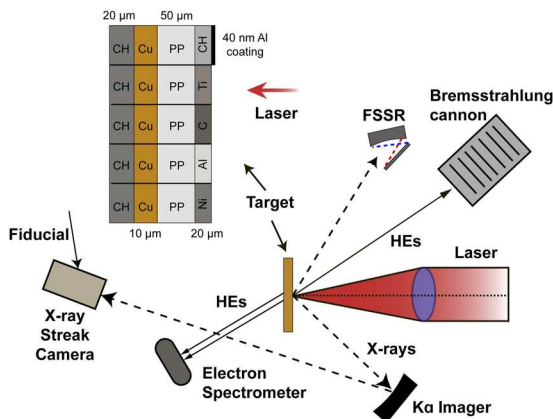 20 μm
50 μm
CH
Cu
PP
CH
40 nm Al
coating
CH
Cu
PP
Ti
CH
Cu
PP
C
CH
Cu
PP
Al
CH
Cu
PP
Ni
10 μm
20 μm
Laser
Target
FSSR
Bremsstrahlung
cannon
HEs
Laser
Fiducial
X-ray
Streak
Camera
HEs
Electron
Spectrometer
X-rays
Kα Imager